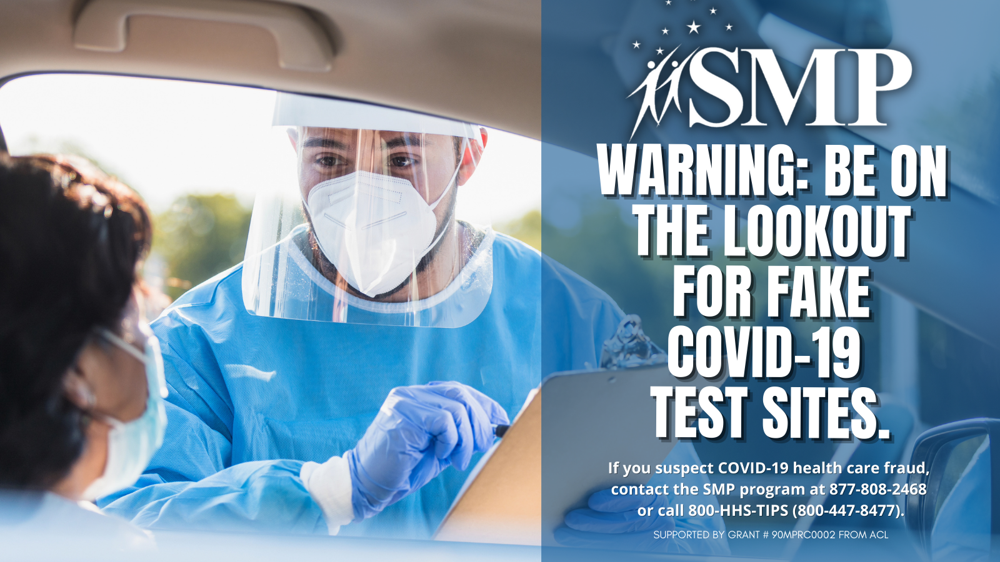 SMP
WARNING: BE ON
THE LOOKOUT
FOR FAKE
COVID-19
TEST SITES.
If you suspect COVID-19 health care fraud,
contact the SMP program at 877-808-2468
or call 800-HHS-TIPS (800-447-8477).
SUPPORTED BY GRANT # 90MPRC0002 FROM ACL